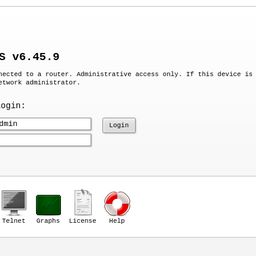 S v6.45.9
nected to a router. Administrative access only. If this device is
etwork administrator.
ogin:
dmin
Login
Telnet Graphs License Help